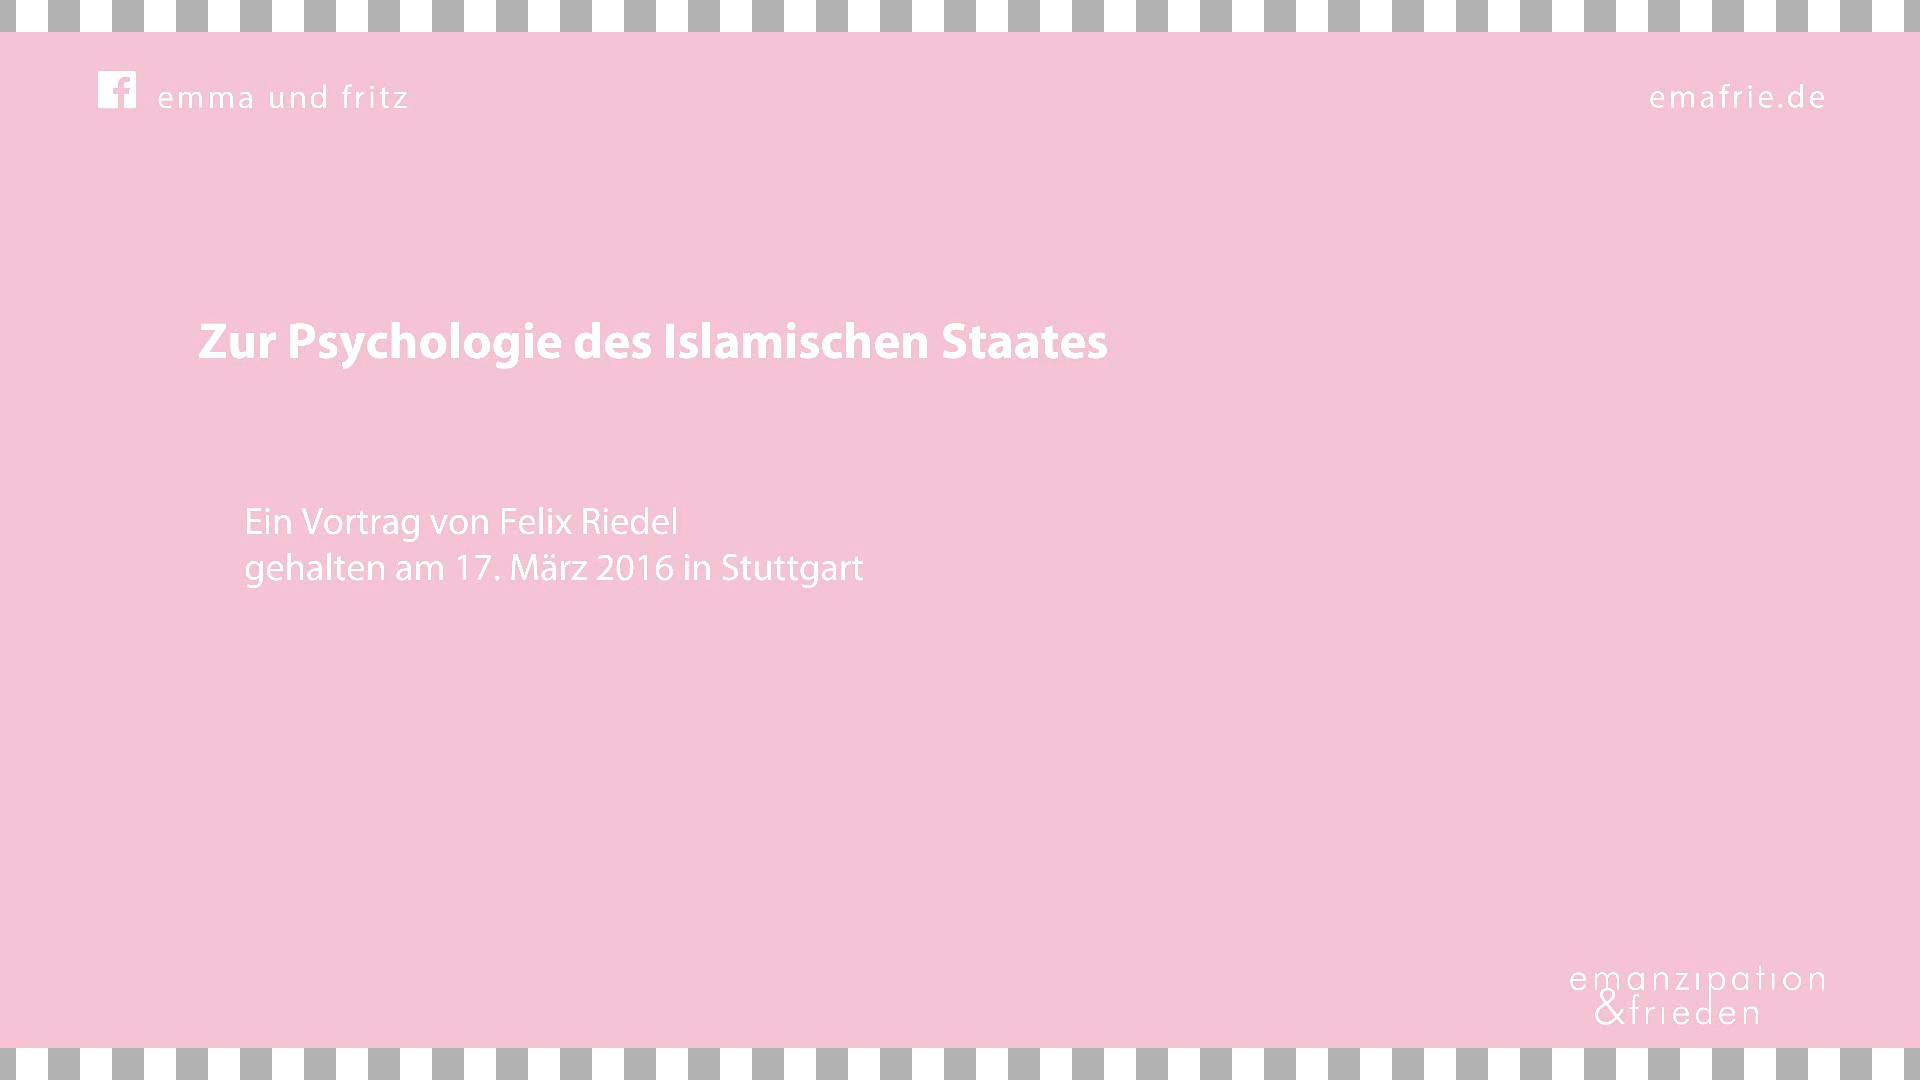 emma und fritz
emafrie.de
Zur Psychologie des Islamischen Staates
Ein Vortrag von Felix Riedel
gehalten am 17. März 2016 in Stuttgart
emanzipation
&frieden